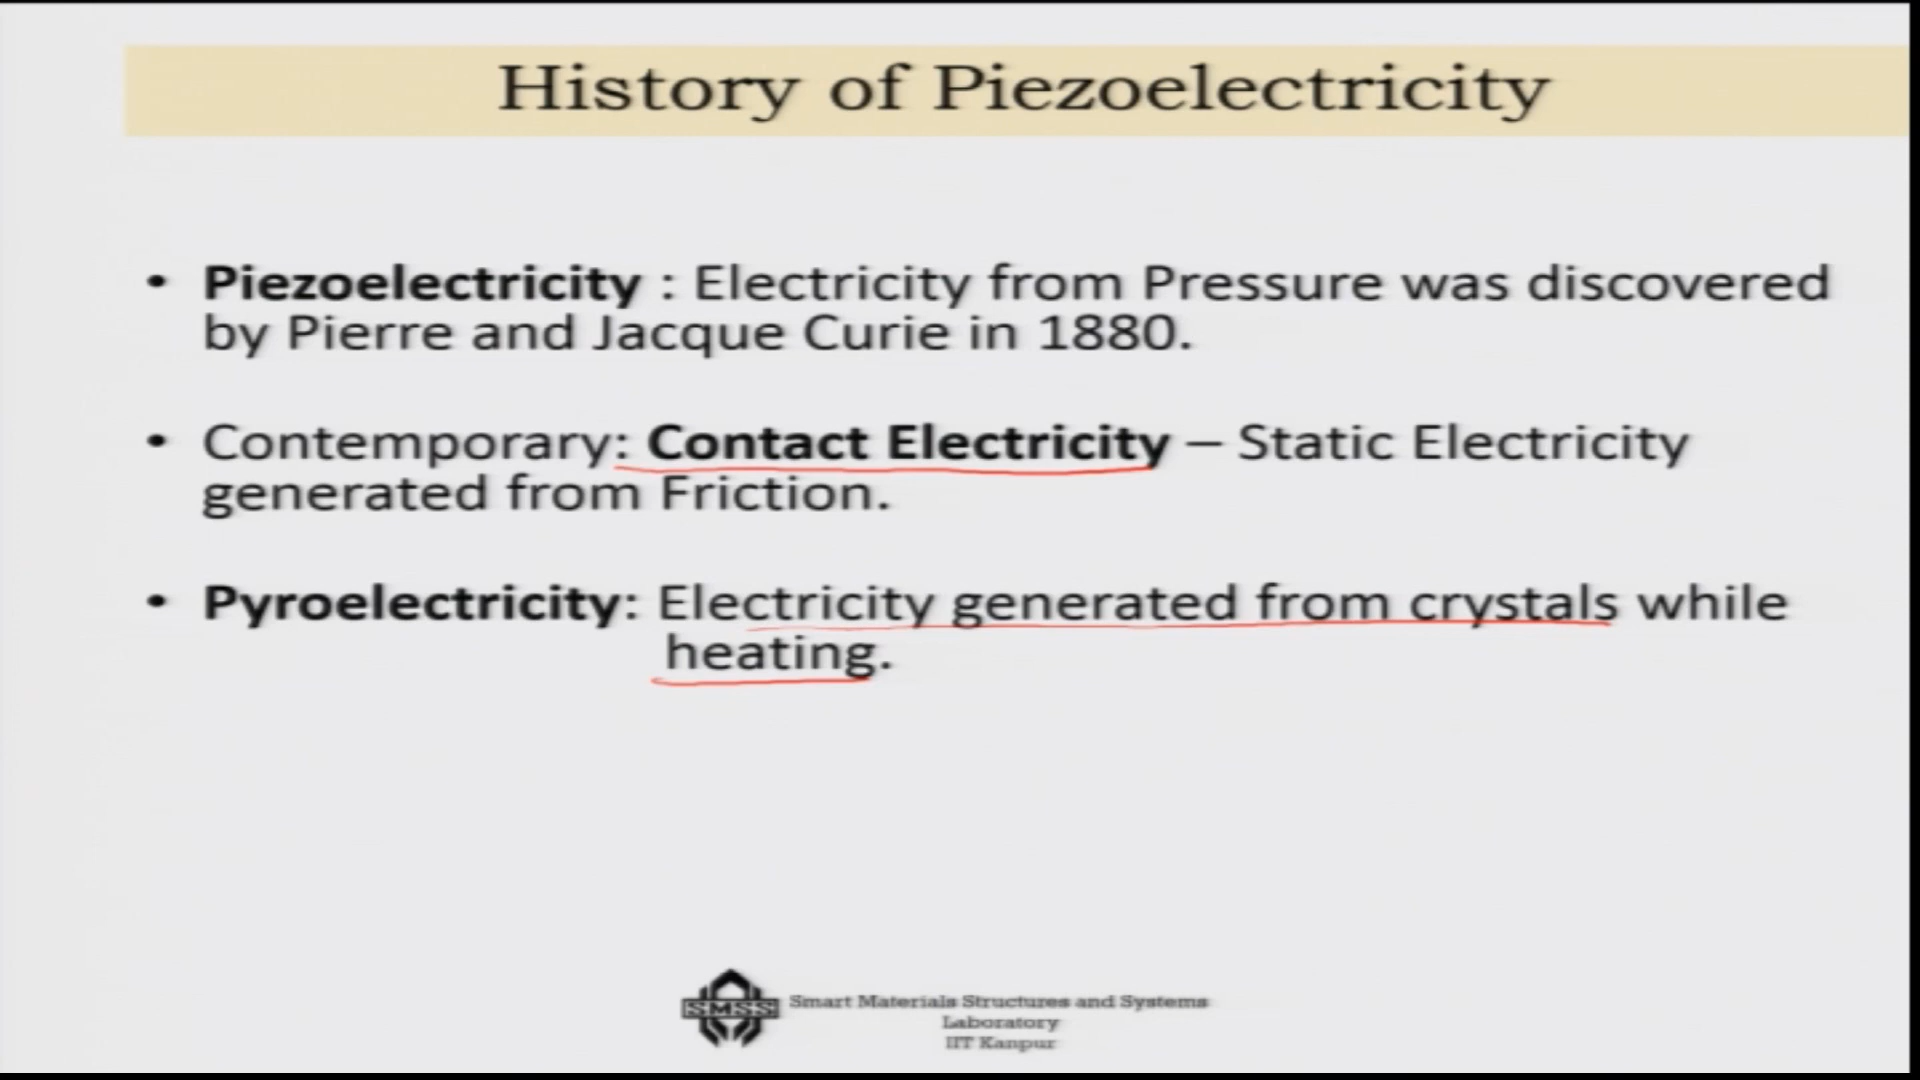 History of Piezoelectricity
• Piezoelectricity : Electricity from Pressure was discovered
by Pierre and Jacque Curie in 1880.
• Contemporary: Contact Electricity – Static Electricity
generated from Friction.
• Pyroelectricity: Electricity generated from crystals while
heating.
SMSS
Smart Materials Structures and Systems
Laboratory
IIT Kanpur